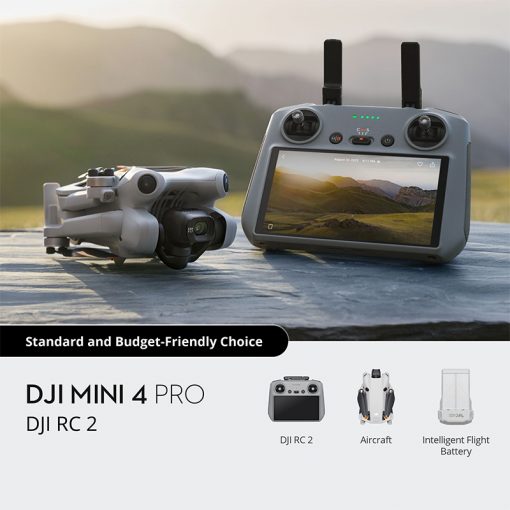 Standard and Budget-Friendly Choice
DJI MINI 4 PRO
DJI RC 2
DJI RC 2
Aircraft
Intelligent Flight
Battery